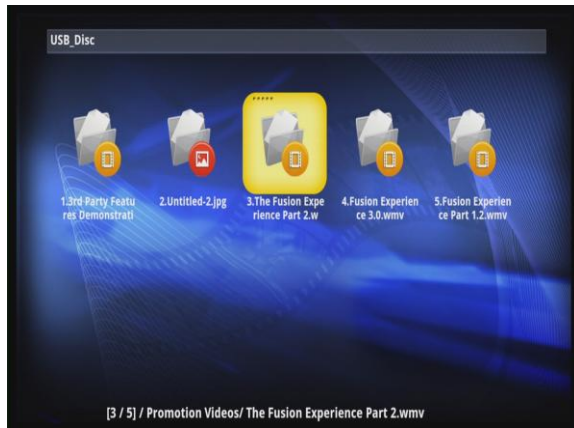 USB_Disc
1.3rd Party Featu
res Demonstrati
2.Untitled-2.jpg
3.The Fusion Expe
rience Part 2.w
4.Fusion Experien
ce 3.0.wmv
5.Fusion Experien
ce Part 1.2.wmv
[3 / 5] / Promotion Videos/ The Fusion Experience Part 2.wmv